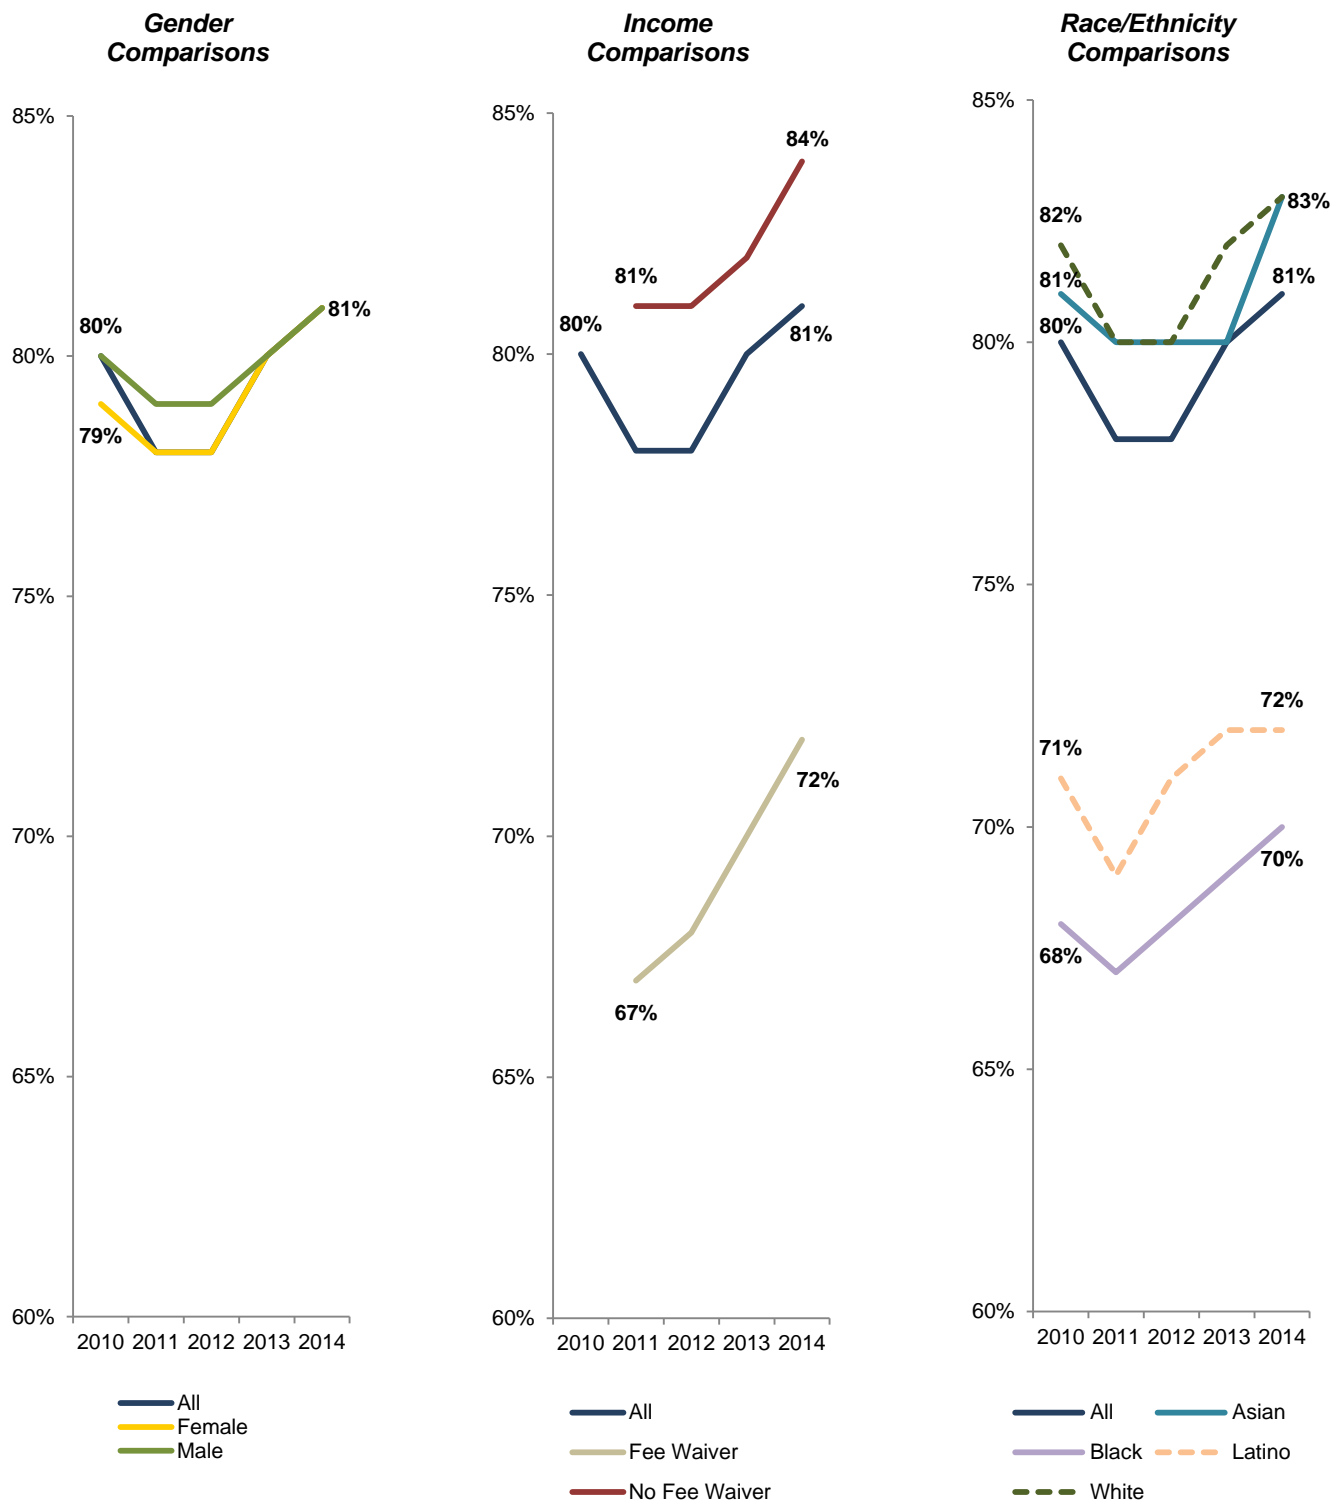 Gender
Comparisons
85%
80%
75%
70%
65%
60%
80%
79%
81%
2010 2011 2012 2013 2014
All
Female
Male
Income
Comparisons
85%
80%
75%
70%
65%
60%
84%
81%
80%
81%
72%
67%
2010 2011 2012 2013 2014
All
Fee Waiver
No Fee Waiver
Race/Ethnicity
Comparisons
85%
80%
75%
70%
65%
60%
82%
83%
81%
81%
80%
72%
71%
70%
68%
2010 2011 2012 2013 2014
All Asian
Black Latino
White